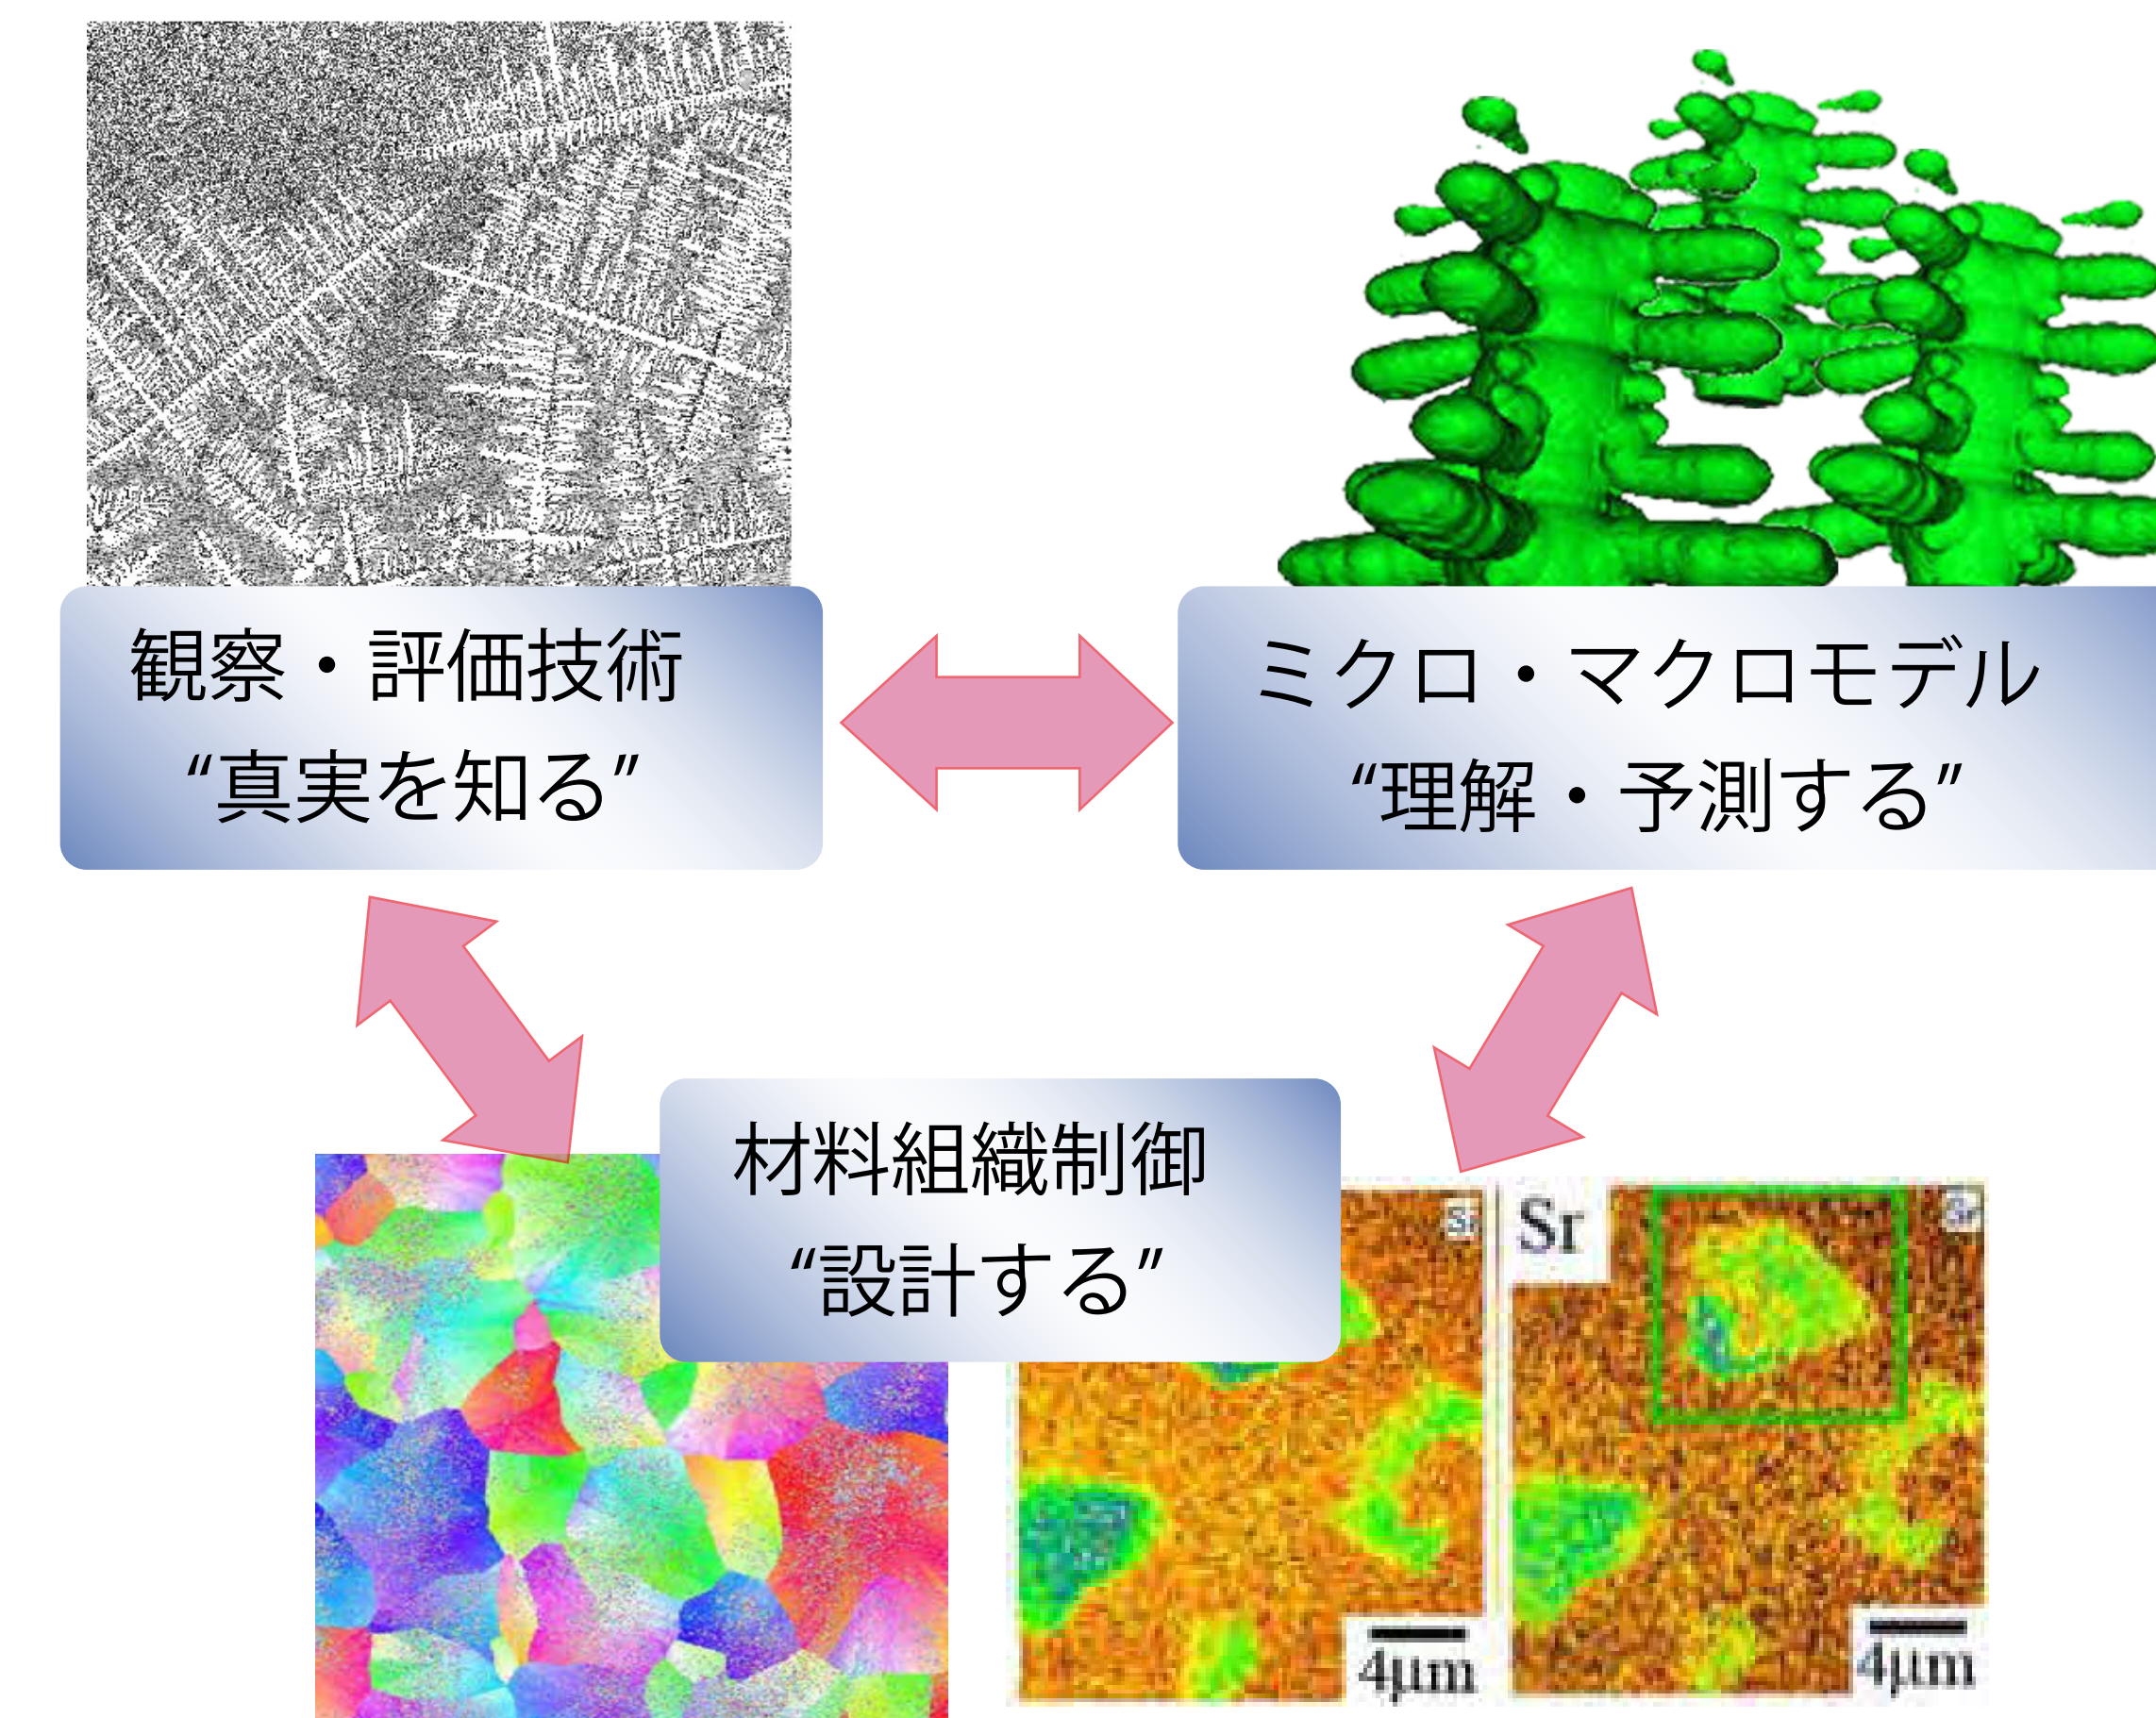 観察・評価技術
“真実を知る”
ミクロ・マクロモデル
“理解・予測する”
材料組織制御
“設計する”
Sr
4μm
4μm